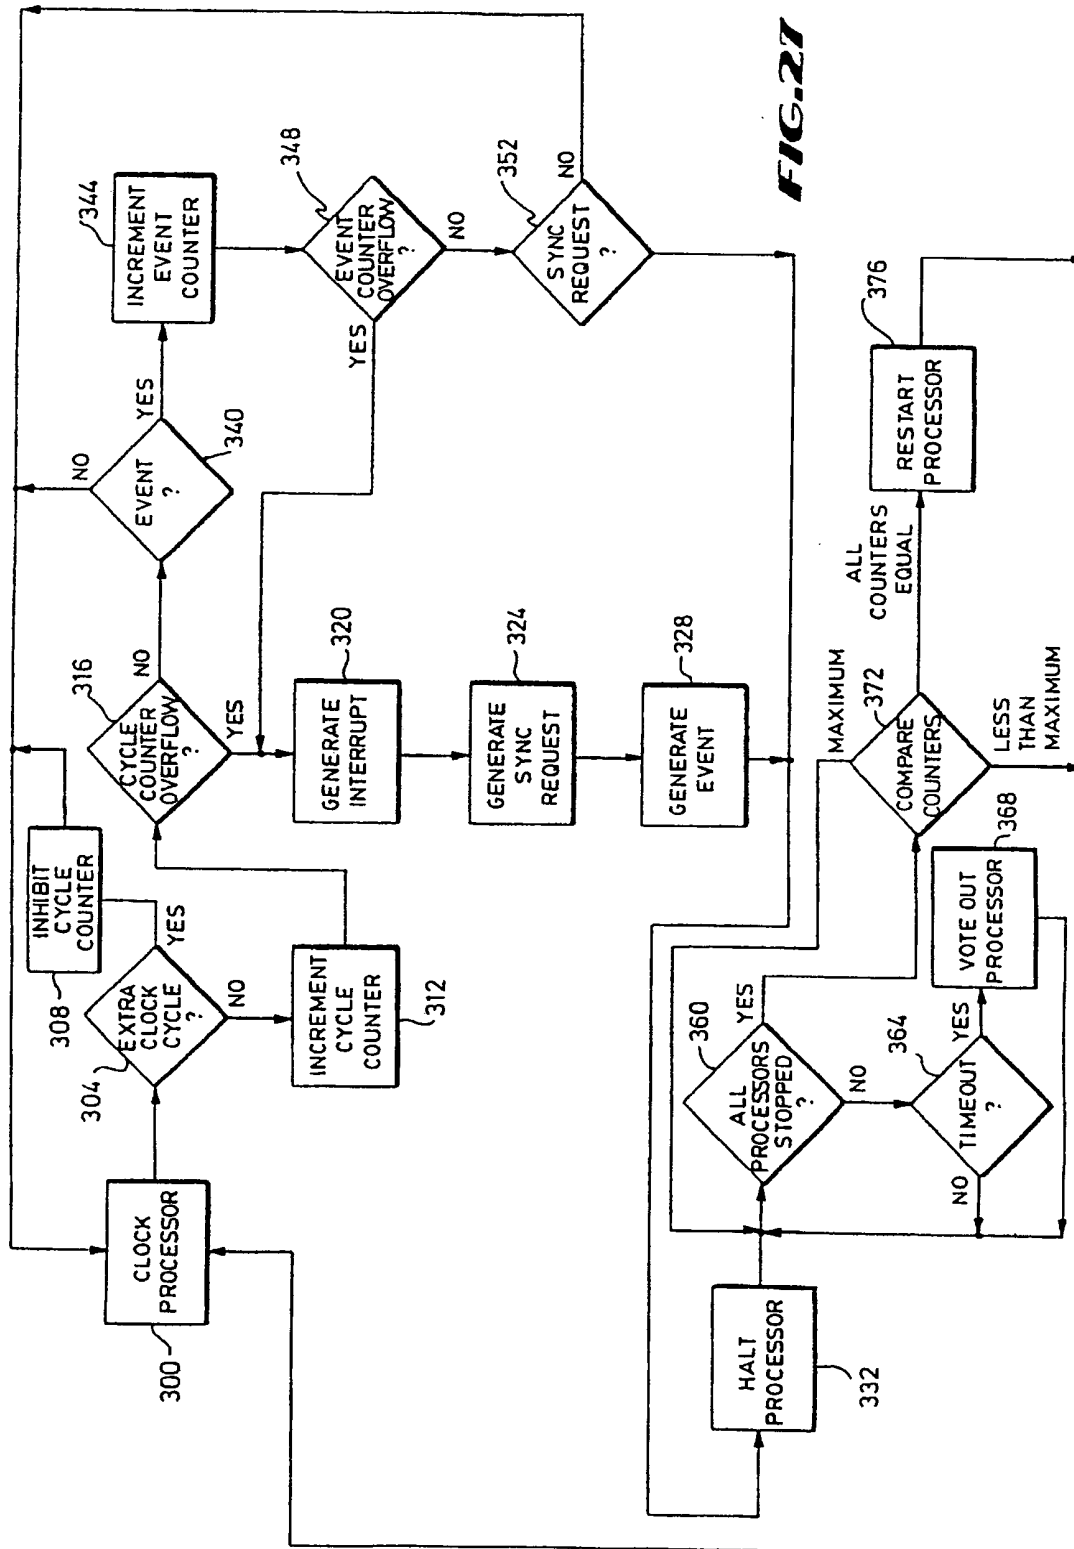 300
CLOCK
PROCESSOR
304
EXTRA
CLOCK
CYCLE
?
YES
NO
308
INHIBIT
CYCLE
COUNTER
INCREMENT
CYCLE
COUNTER
312
316
CYCLE
COUNTER
OVERFLOW
?
NO
YES
GENERATE
INTERRUPT
320
GENERATE
SYNC
REQUEST
324
GENERATE
EVENT
328
EVENT
?
340
NO
YES
344
INCREMENT
EVENT
COUNTER
348
EVENT
COUNTER
OVERFLOW
?
YES
NO
352
SYNC
REQUEST
?
NO
HALT
PROCESSOR
332
360
ALL
PROCESSORS
STOPPED
?
YES
NO
364
TIMEOUT
?
NO
YES
VOTE OUT
PROCESSOR
368
MAXIMUM
372
COMPARE
COUNTERS
LESS
THAN
MAXIMUM
ALL
COUNTERS
EQUAL
RESTART
PROCESSOR
376
FIG.27